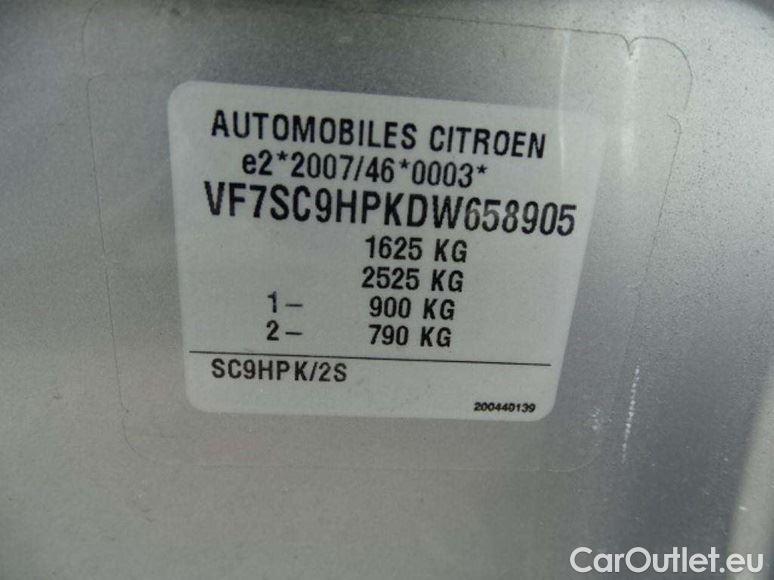 AUTOMOBILES CITROEN
e2*2007/46*0003*
VF7SC9HPKDW658905
1625 KG
2525 KG
1- 900 KG
2- 790 KG
SC9HPK/2S
200440139
CarOutlet.eu